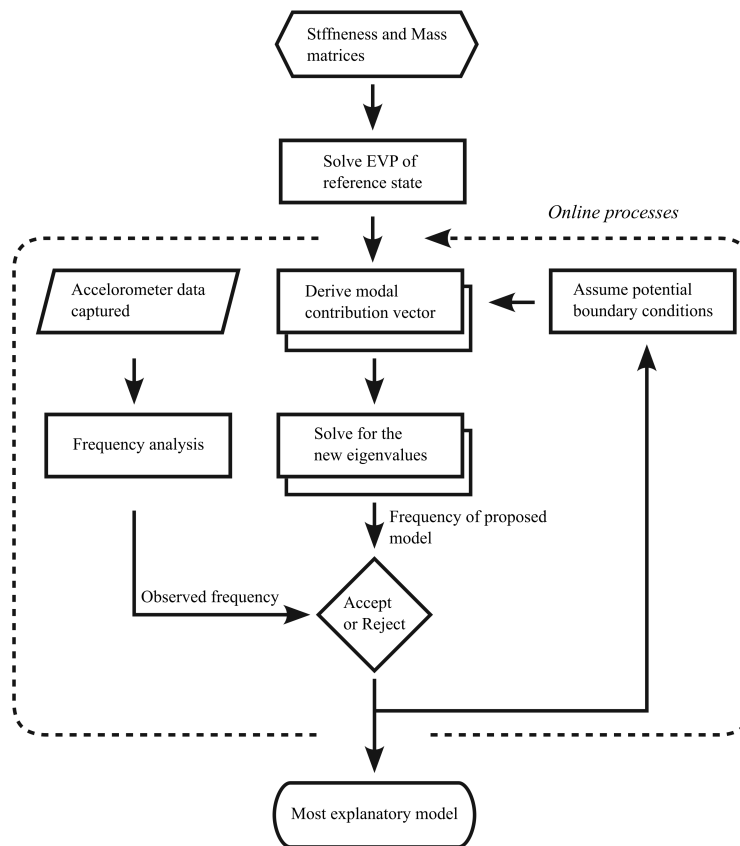 Stffneness and Mass
matrices
Solve EVP of
reference state
Online processes
Accelorometer data
captured
Derive modal
contribution vector
Assume potential
boundary conditions
Frequency analysis
Solve for the
new eigenvalues
Frequency of proposed
model
Observed frequency
Accept
or Reject
Most explanatory model